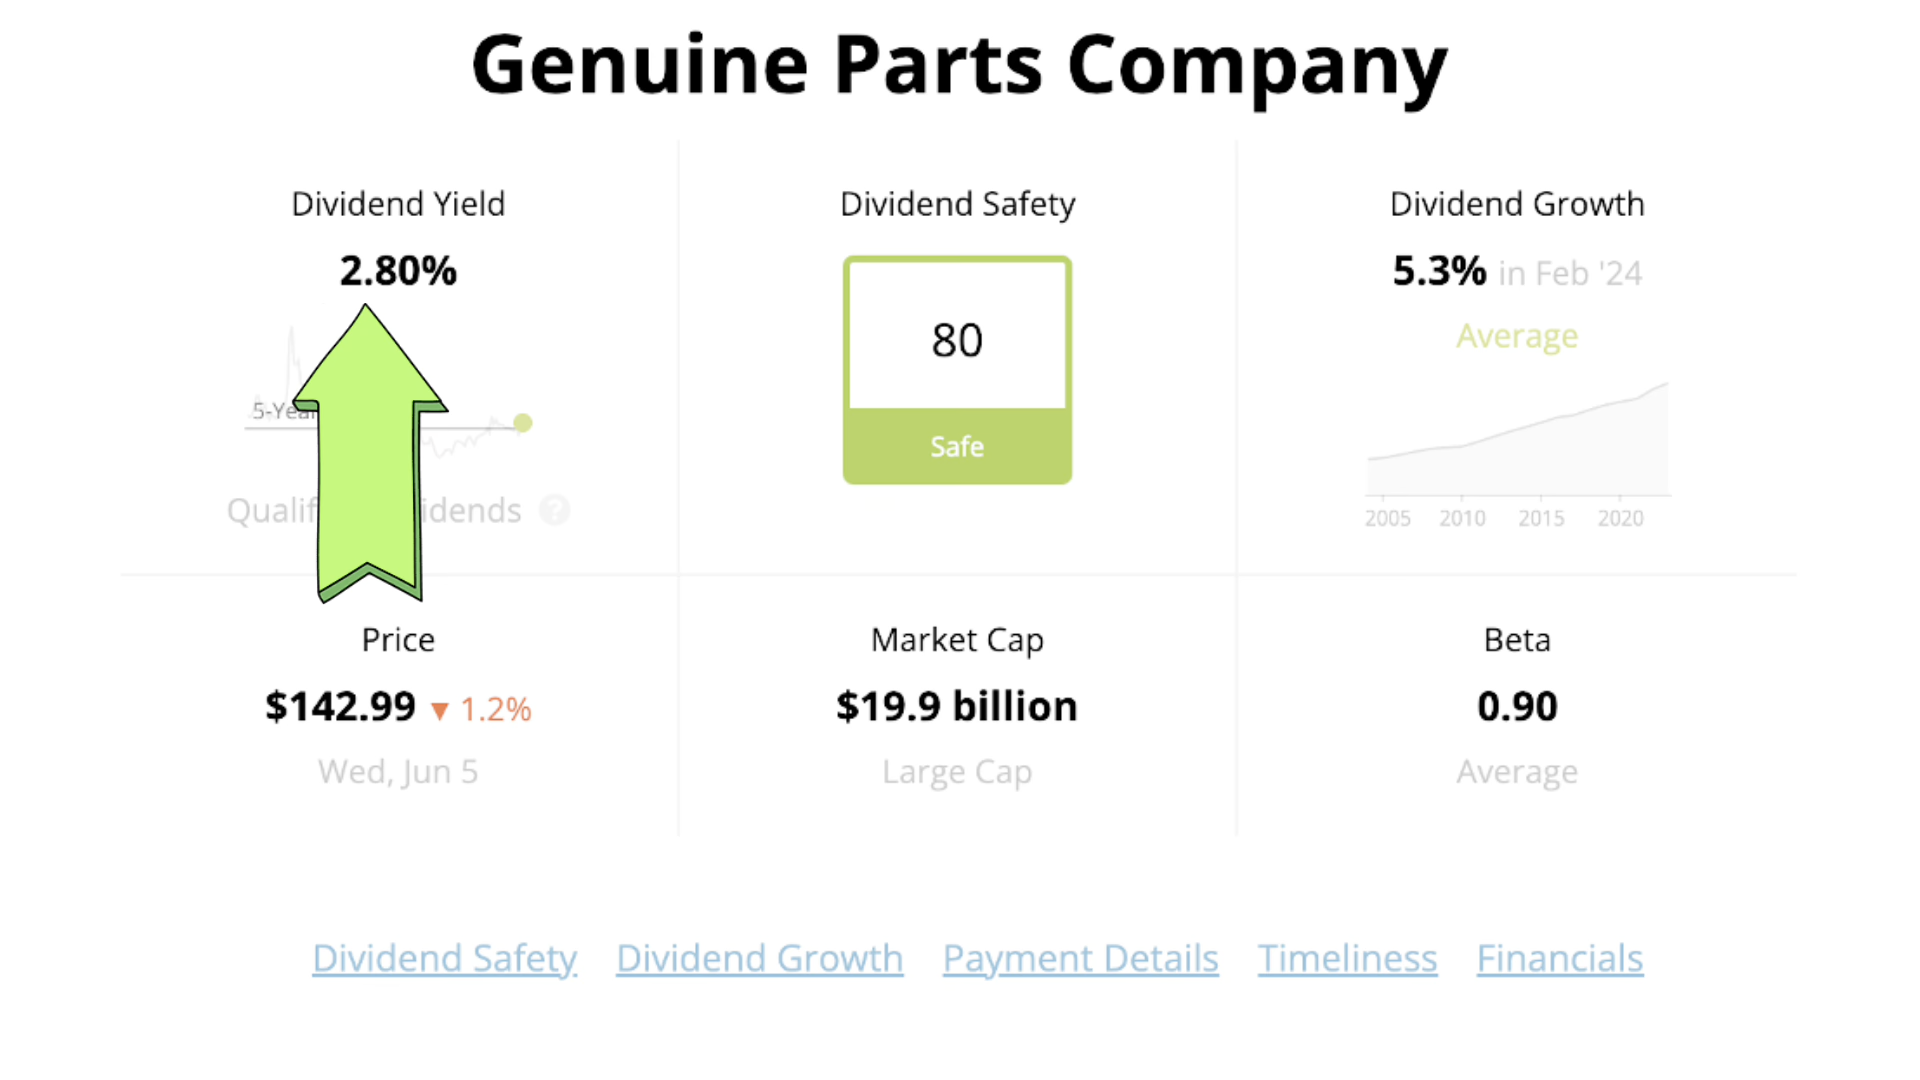 Genuine Parts Company
Dividend Yield
2.80%
5-Year
Dividend Safety
80
Safe
Dividend Growth
5.3% in Feb '24
Average
2005 2010 2015 2020
?
Price
$142.99 ▼ 1.2%
Wed, Jun 5
Market Cap
$19.9 billion
Large Cap
Beta
0.90
Average
Dividend Safety Dividend Growth Payment Details Timeliness Financials